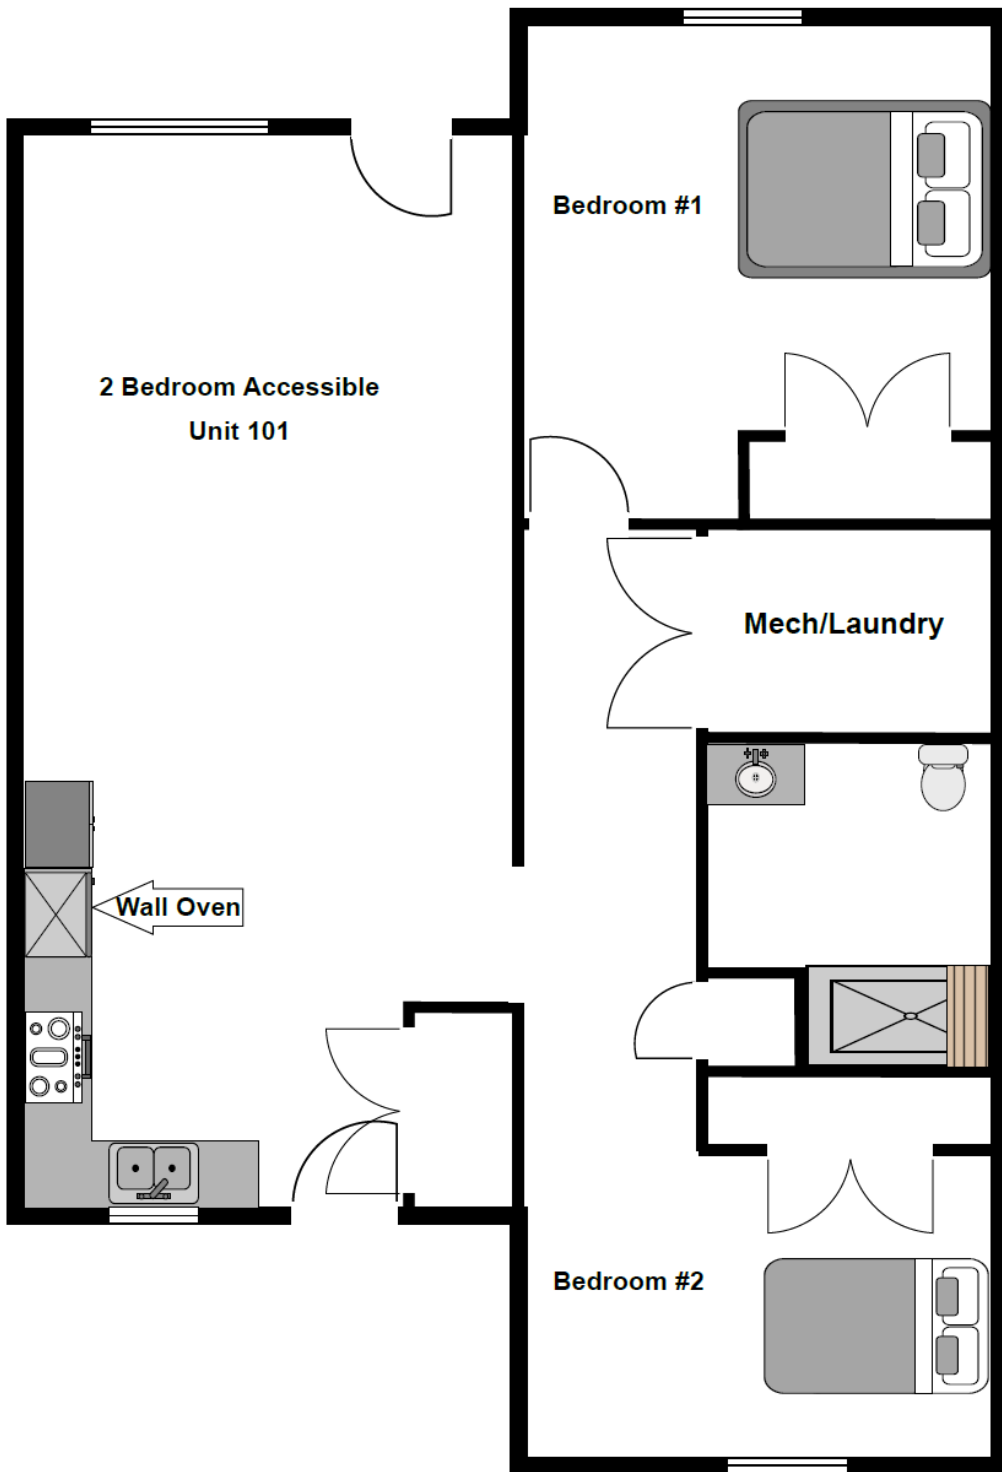 Bedroom #1
2 Bedroom Accessible
Unit 101
Mech/Laundry
Wall Oven
Bedroom #2